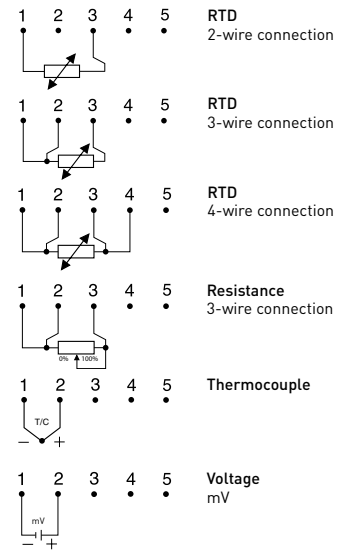 1 2 3 4 5 RTD
2-wire connection
1 2 3 4 5 RTD
3-wire connection
1 2 3 4 5 RTD
4-wire connection
1 2 3 4 5 Resistance
3-wire connection
0% 100%
1 2 3 4 5 Thermocouple
T/C
− +
1 2 3 4 5 Voltage
mV
mV
− +